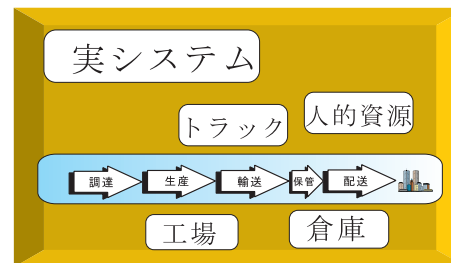 実システム
トラック
人的資源
調達 生産 輸送 保管 配送
工場
倉庫